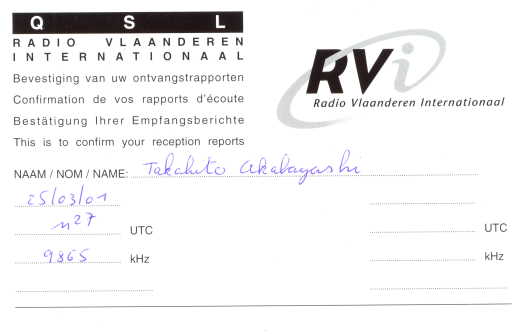 Q S L
RADIO VLAANDEREN
INTERNATIONAAL
Bevestiging van uw ontvangstrapporten
Confirmation de vos rapports d'écoute
Bestätigung Ihrer Empfangsberichte
This is to confirm your reception reports
RVi
Radio Vlaanderen Internationaal
NAAM / NOM / NAME: Takahito Akabayashi
25/03/01
1127 UTC
UTC
9865 kHz
kHz